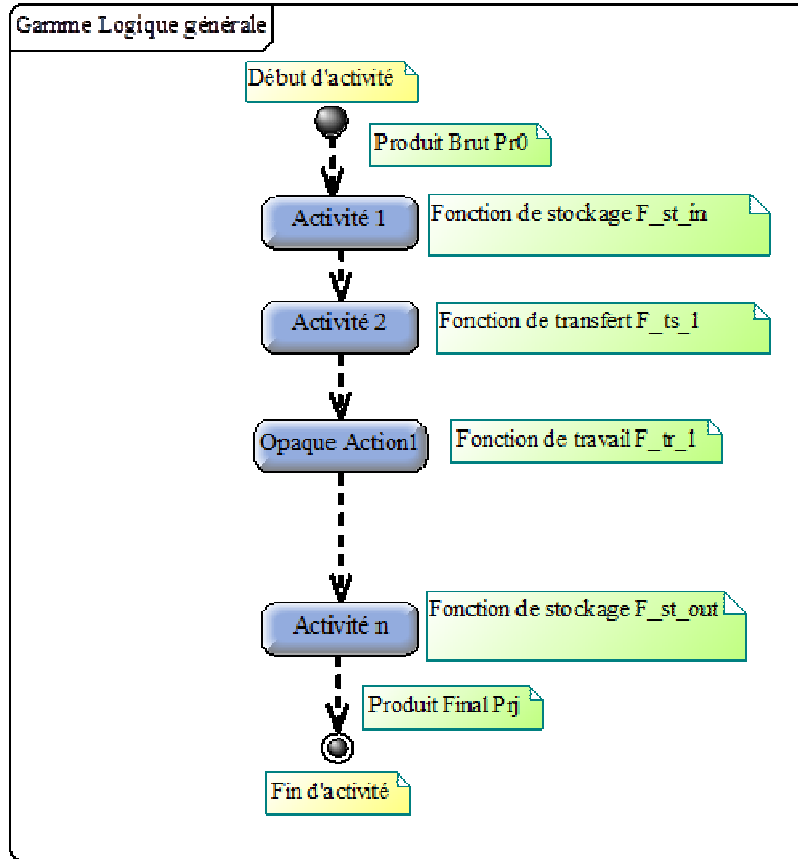 Gamme Logique générale
Début d'activité
Produit Brut Pr0
Activité 1
Fonction de stockage F_st_in
Activité 2
Fonction de transfert F_ts_1
Opaque Action1
Fonction de travail F_tr_1
Activité n
Fonction de stockage F_st_out
Produit Final Prj
Fin d'activité